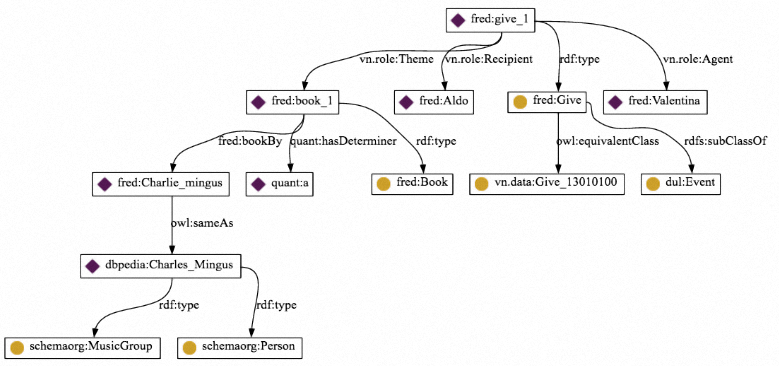 fred:give_1
vn.role:Theme
vn.role:Recipient
rdf:type
vn.role:Agent
fred:book_1
fred:Aldo
fred:Give
fred:Valentina
fred:bookBy
quant:hasDeterminer
rdf:type
owl:equivalentClass
rdfs:subClassOf
fred:Charlie_mingus
quant:a
fred:Book
vn.data:Give_13010100
dul:Event
owl:sameAs
dbpedia:Charles_Mingus
rdf:type
rdf:type
schemaorg:MusicGroup
schemaorg:Person